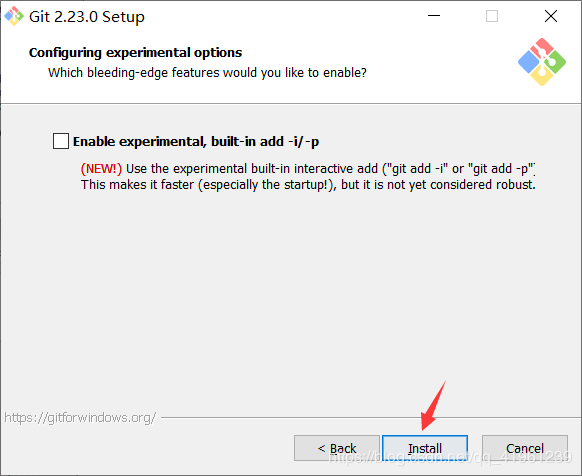 Git 2.23.0 Setup
Configuring experimental options
Which bleeding-edge features would you like to enable?
Enable experimental, built-in add -i/-p
(NEW!) Use the experimental built-in interactive add ("git add -i" or "git add -p")
This makes it faster (especially the startup!), but it is not yet considered robust.
https://gitforwindows.org/
< Back
Install
Cancel